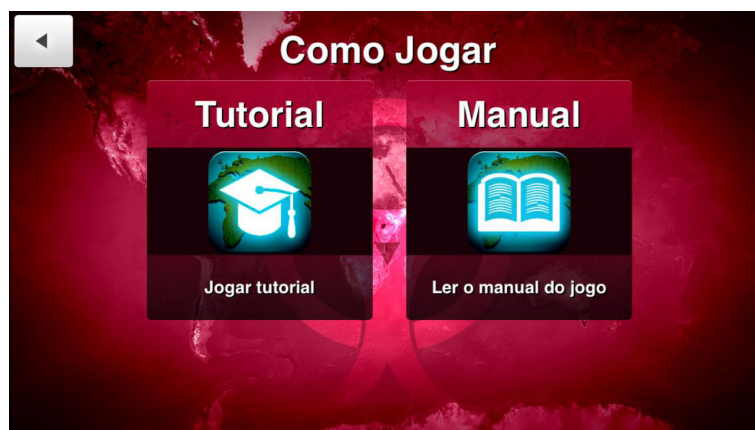 Como Jogar
Tutorial
Manual
Jogar tutorial
Ler o manual do jogo